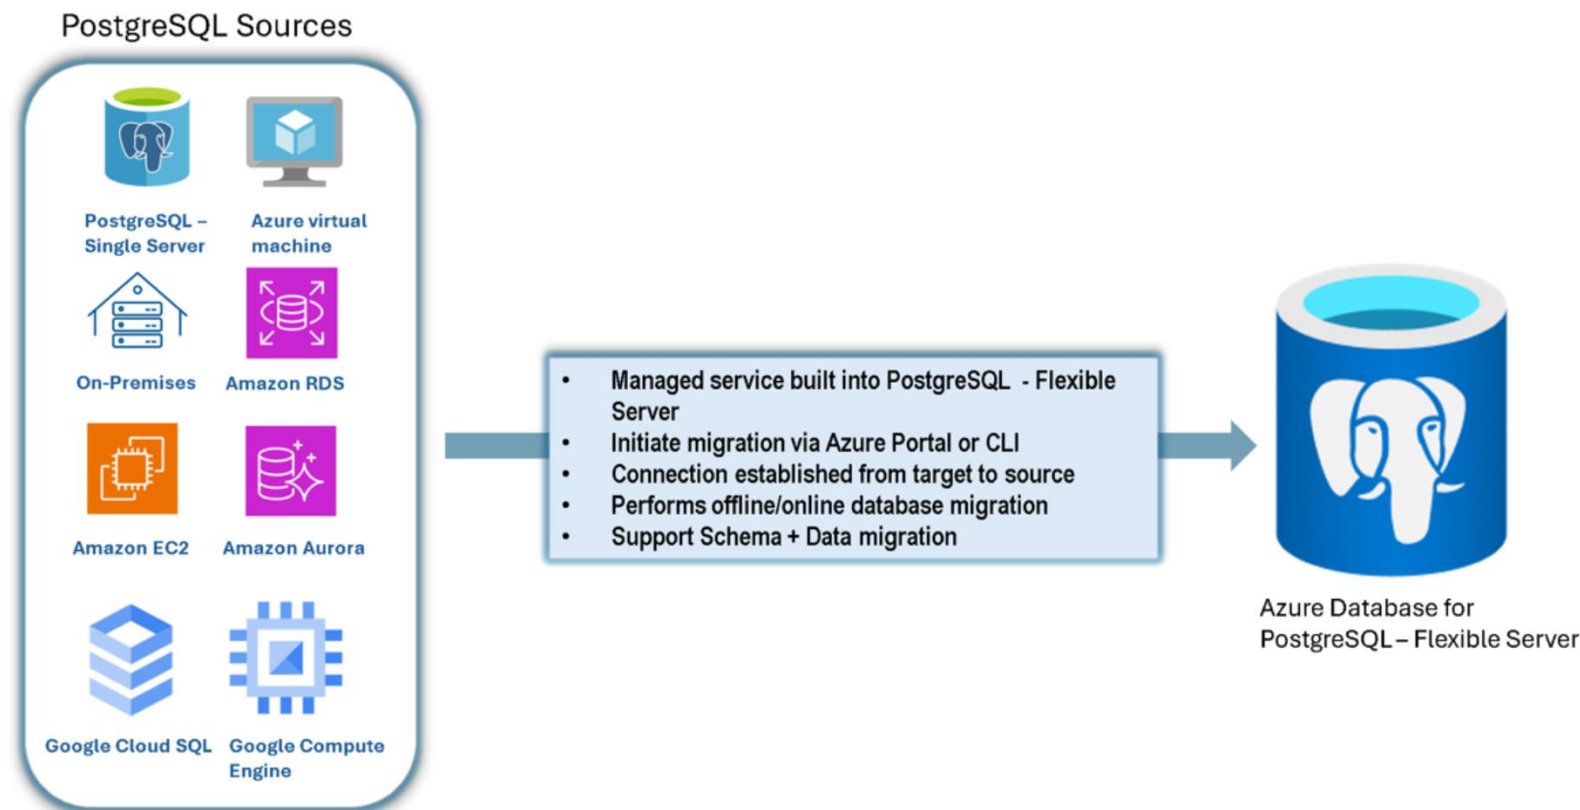 PostgreSQL Sources
PostgreSQL –
Single Server
Azure virtual
machine
On-Premises
Amazon RDS
Amazon EC2
Amazon Aurora
Google Cloud SQL
Google Compute
Engine
• Managed service built into PostgreSQL - Flexible
Server
• Initiate migration via Azure Portal or CLI
• Connection established from target to source
• Performs offline/online database migration
• Support Schema + Data migration
Azure Database for
PostgreSQL – Flexible Server